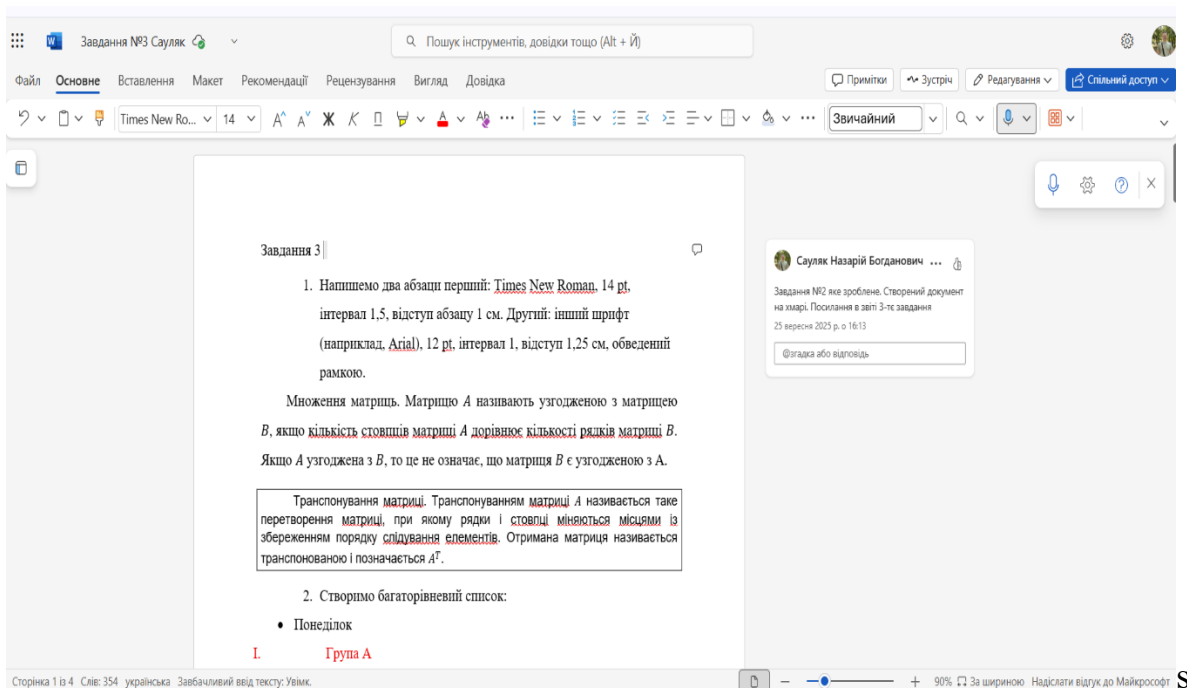 Завдання №3 Сауляк
Пошук інструментів, довідки тощо (Alt + Й)
Файл Основне Вставлення Макет Рекомендації Рецензування Вигляд Довідка
Примітки Зустріч Редагування Спільний доступ
Times New Ro... 14 Ж К П Звичайний
Завдання 3
1. Напишемо два абзаци перший: Times New Roman, 14 pt,
інтервал 1,5, відступ абзацу 1 см. Другий: інший шрифт
(наприклад, Arial), 12 pt, інтервал 1, відступ 1,25 см, обведений
рамкою.
Множення матриць. Матрицю A називають узгодженою з матрицею
B, якщо кількість стовпців матриці A дорівнює кількості рядків матриці B.
Якщо A узгоджена з B, то це не означає, що матриця B є узгодженою з A.
Транспонування матриці. Транспонуванням матриці A називається таке
перетворення матриці, при якому рядки і стовпці міняються місцями із
збереженням порядку слідування елементів. Отримана матриця називається
транспонованою і позначається A^T.
2. Створимо багаторівневий список:
• Понеділок
I. Група А
Сауляк Назарій Богданович ...
Завдання №2 яке зроблене. Створений документ
на хмарі. Посилання в звіті 3-тє завдання
25 вересня 2025 р. о 16:13
@згадка або відповідь
Сторінка 1 із 4 Слів: 354 українська Завбачливий ввід тексту: Увімк. 90% За шириною Надіслати відгук до Майкрософт S